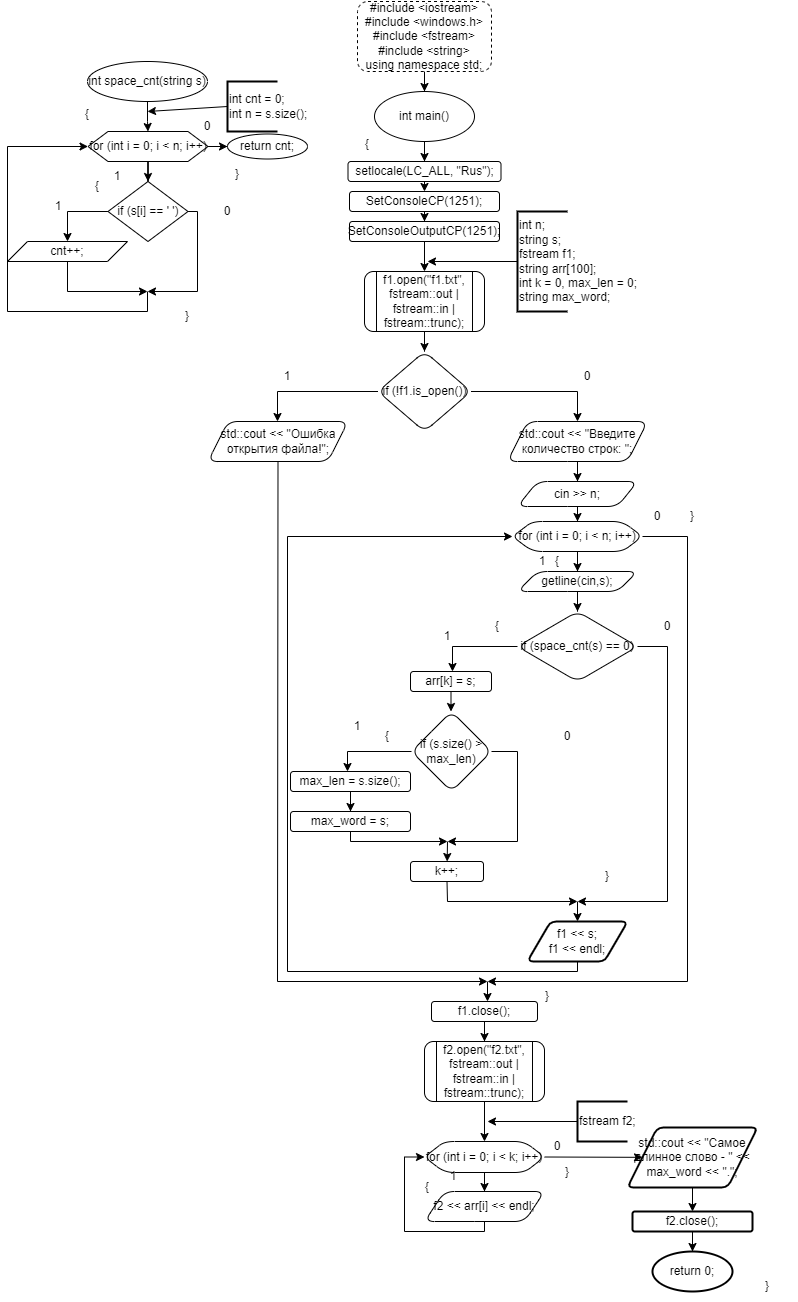 #include <iostream>
#include <windows.h>
#include <fstream>
#include <string>
using namespace std;
int space_cnt(string s)
int cnt = 0;
int n = s.size();
{
0
for (int i = 0; i < n; i++)
return cnt;
1
{
}
if (s[i] == ' ')
1
0
cnt++;
}
int main()
{
setlocale(LC_ALL, "Rus");
SetConsoleCP(1251);
SetConsoleOutputCP(1251);
int n;
string s;
fstream f1;
string arr[100];
int k = 0, max_len = 0;
string max_word;
f1.open("f1.txt",
fstream::out |
fstream::in |
fstream::trunc);
1
if (!f1.is_open())
0
std::cout << "Ошибка
открытия файла!";
std::cout << "Введите
количество строк: ";
cin >> n;
0
}
for (int i = 0; i < n; i++)
1
{
getline(cin,s);
{
0
1
if (space_cnt(s) == 0)
arr[k] = s;
1
{
0
if (s.size() >
max_len)
max_len = s.size();
max_word = s;
k++;
}
f1 << s;
f1 << endl;
}
f1.close();
f2.open("f2.txt",
fstream::out |
fstream::in |
fstream::trunc);
fstream f2;
0
for (int i = 0; i < k; i++)
}
1
{
f2 << arr[i] << endl;
std::cout << "Самое
длинное слово - " <<
max_word << ".";
f2.close();
return 0;
}